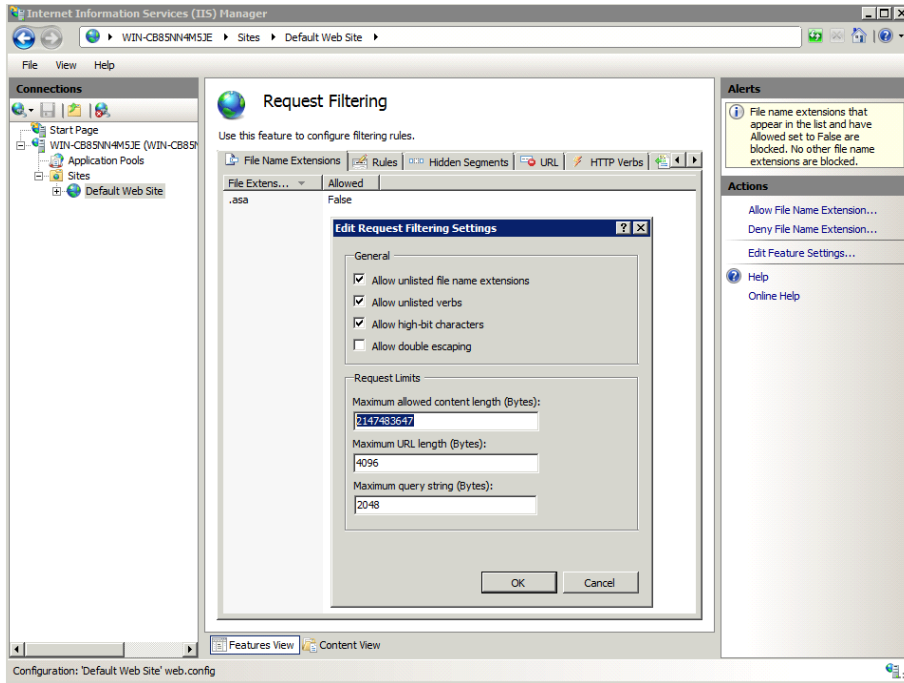 Internet Information Services (IIS) Manager
WIN-CB85NN4M5JE ▸ Sites ▸ Default Web Site ▸
File View Help
Connections
Start Page
WIN-CB85NN4M5JE (WIN-CB85N
Application Pools
Sites
Default Web Site
Request Filtering
Use this feature to configure filtering rules.
File Name Extensions Rules Hidden Segments URL HTTP Verbs
File Extens... Allowed
.asa False
Edit Request Filtering Settings
General
Allow unlisted file name extensions
Allow unlisted verbs
Allow high-bit characters
Allow double escaping
Request Limits
Maximum allowed content length (Bytes):
2147483647
Maximum URL length (Bytes):
4096
Maximum query string (Bytes):
2048
OK Cancel
Features View Content View
Alerts
File name extensions that
appear in the list and have
Allowed set to False are
blocked. No other file name
extensions are blocked.
Actions
Allow File Name Extension...
Deny File Name Extension...
Edit Feature Settings...
Help
Online Help
Configuration: 'Default Web Site' web.config